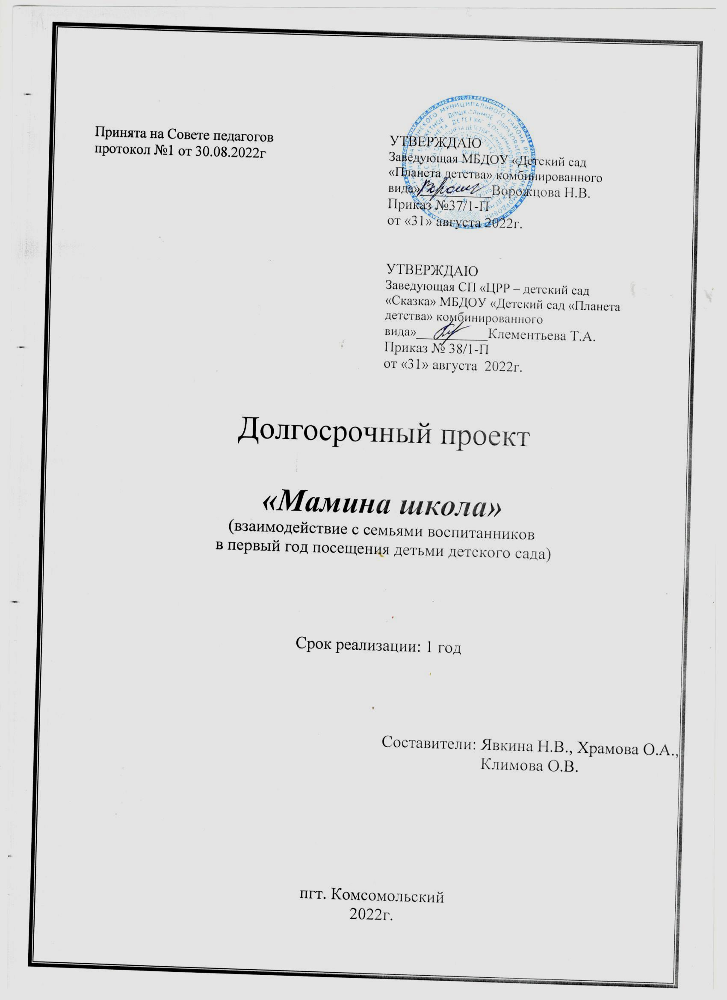 Принята на Совете педагогов
протокол №1 от 30.08.2022г
УТВЕРЖДАЮ
Заведующая МБДОУ «Детский сад
«Планета детства» комбинированного
вида»____________Ворожцова Н.В.
Приказ №37/1-П
от «31» августа 2022г.
УТВЕРЖДАЮ
Заведующая СП «ЦРР – детский сад
«Сказка» МБДОУ «Детский сад «Планета
детства» комбинированного
вида»____________Клементьева Т.А.
Приказ № 38/1-П
от «31» августа 2022г.
Долгосрочный проект
«Мамина школа»
(взаимодействие с семьями воспитанников
в первый год посещения детьми детского сада)
Срок реализации: 1 год
Составители: Явкина Н.В., Храмова О.А.,
Климова О.В.
пгт. Комсомольский
2022г.